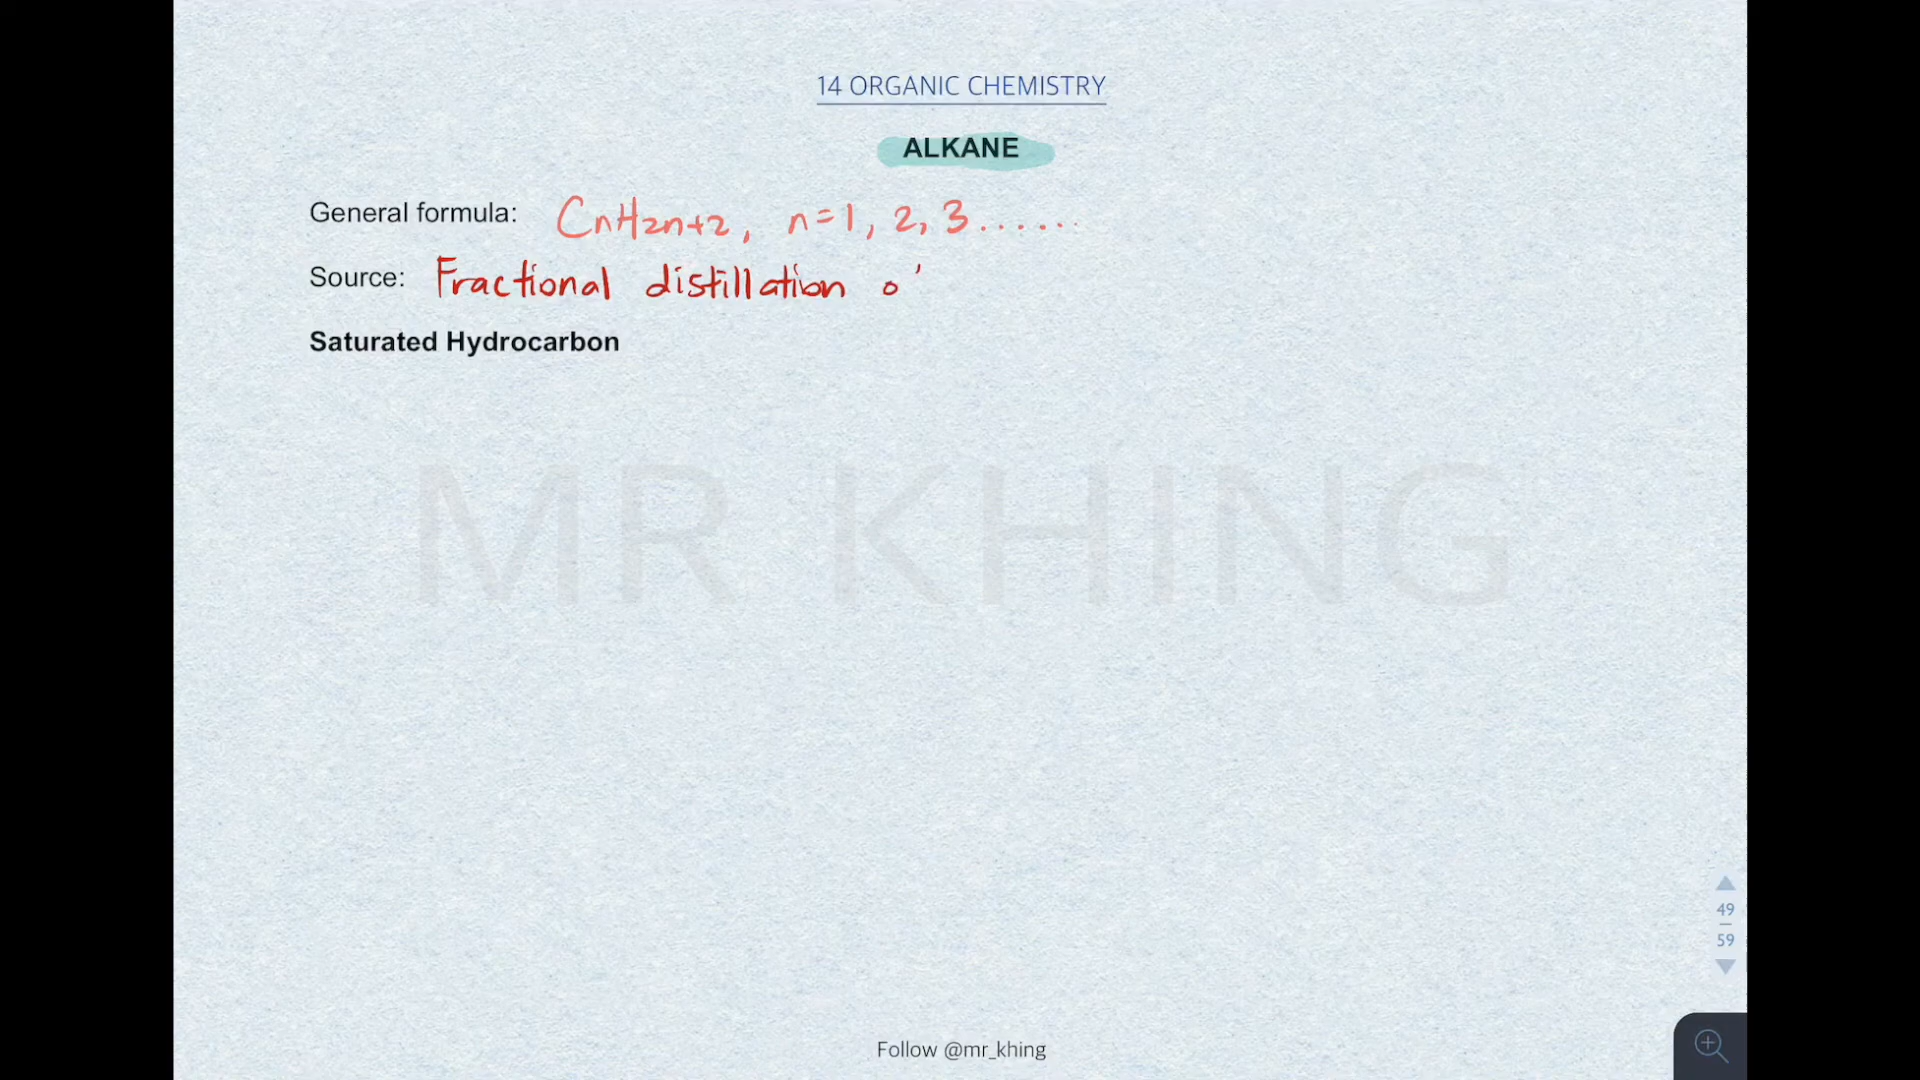 14 ORGANIC CHEMISTRY
ALKANE
General formula: CnH2n+2, n=1, 2, 3......
Source: Fractional distillation o
Saturated Hydrocarbon
MR KHING
49
59
Follow @mr_khing